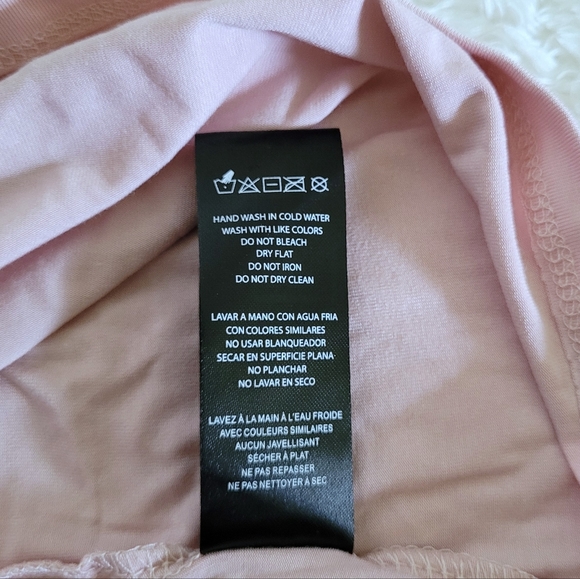 HAND WASH IN COLD WATER
WASH WITH LIKE COLORS
DO NOT BLEACH
DRY FLAT
DO NOT IRON
DO NOT DRY CLEAN
LAVAR A MANO CON AGUA FRIA
CON COLORES SIMILARES
NO USAR BLANQUEADOR
SECAR EN SUPERFICIE PLANA
NO PLANCHAR
NO LAVAR EN SECO
LAVEZ À LA MAIN À L'EAU FROIDE
AVEC COULEURS SIMILAIRES
AUCUN JAVELLISANT
SÉCHER À PLAT
NE PAS REPASSER
NE PAS NETTOYER À SEC